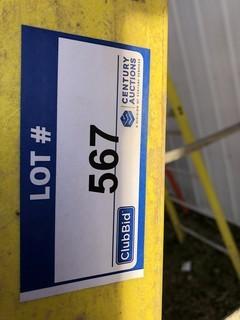 LOT #
567
CENTURY
AUCTIONS
ClubBid